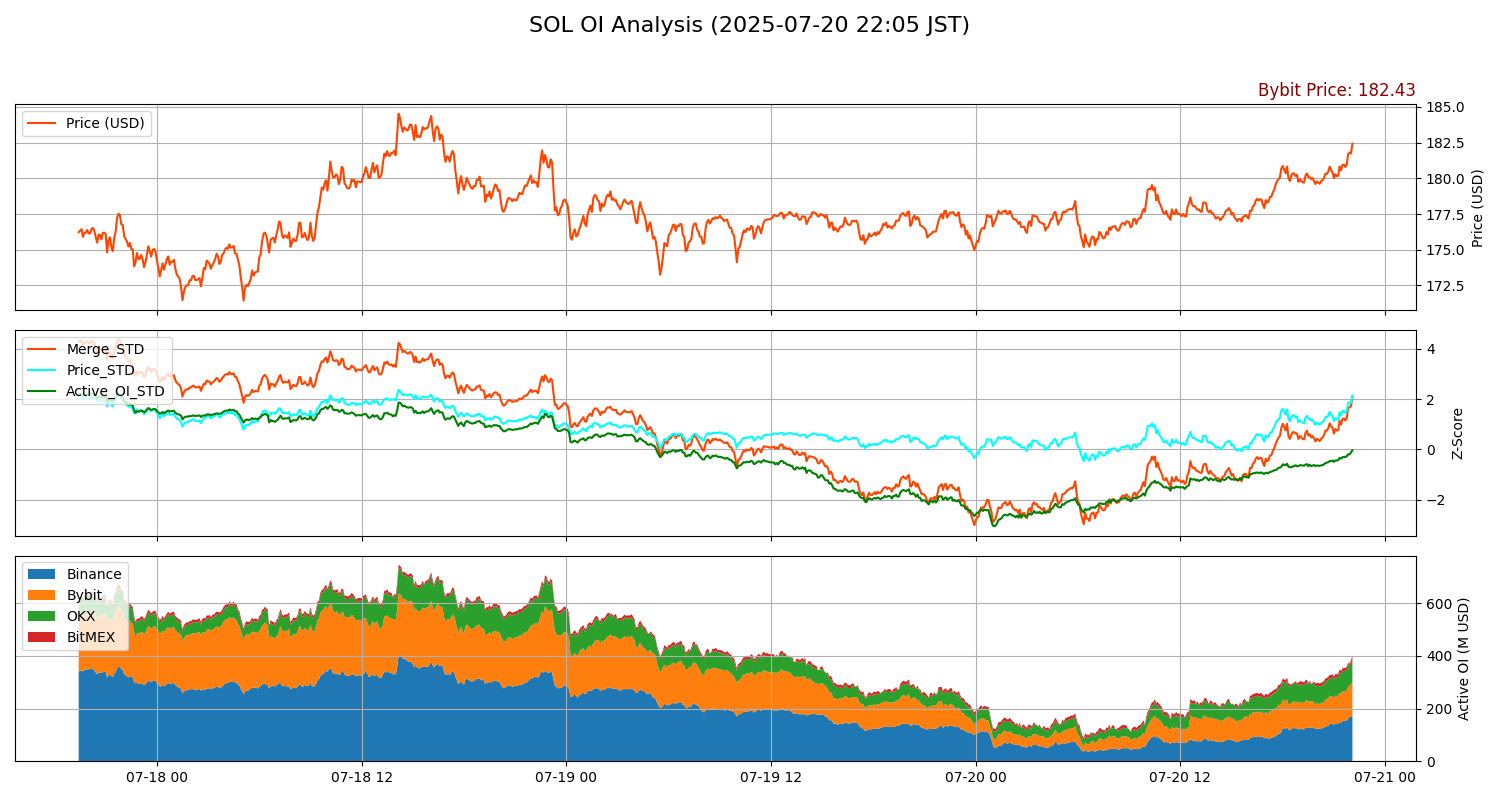 SOL OI Analysis (2025-07-20 22:05 JST)
Bybit Price: 182.43
Price (USD)
185.0
182.5
180.0
177.5
175.0
172.5
Price (USD)
Merge_STD
Price_STD
Active_OI_STD
4
2
0
−2
Z-Score
Binance
Bybit
OKX
BitMEX
600
400
200
0
Active OI (M USD)
07-18 00
07-18 12
07-19 00
07-19 12
07-20 00
07-20 12
07-21 00